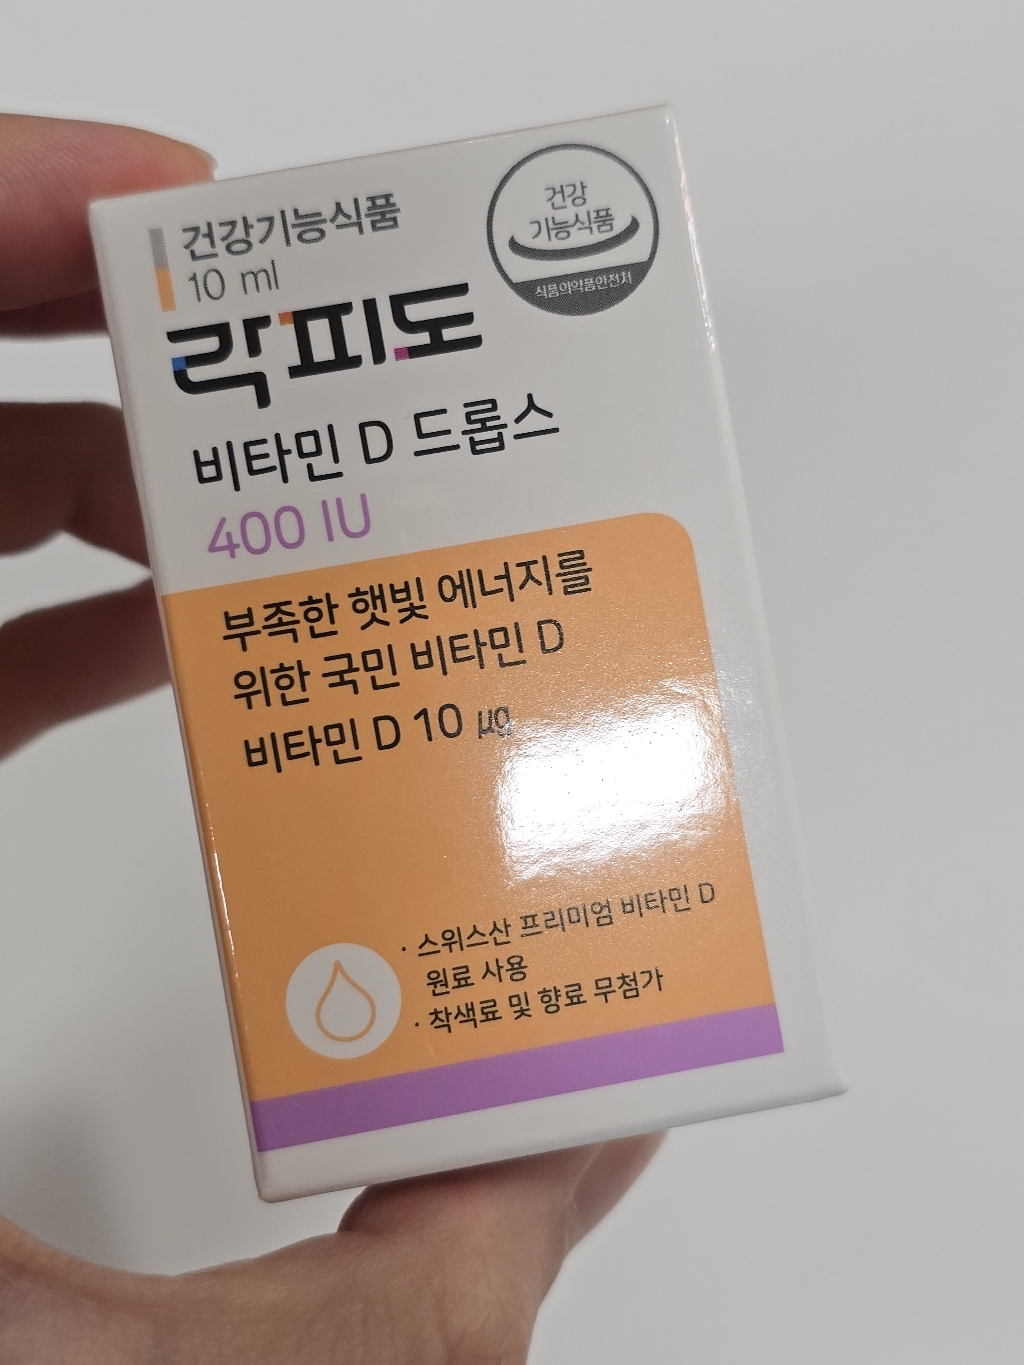 건강기능식품
10 ml
락피도
비타민 D 드롭스
400 IU
건강
기능식품
식품의약품안전처
부족한 햇빛 에너지를
위한 국민 비타민 D
비타민 D 10 ㎍
· 스위스산 프리미엄 비타민 D
원료 사용
· 착색료 및 향료 무첨가